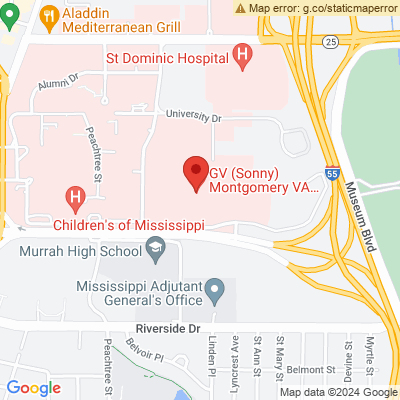 Map error: g.co/staticmaperror
Aladdin
Mediterranean Grill
St Dominic Hospital
H
25
Alumni Dr
University Dr
Peachtree St
GV (Sonny)
Montgomery VA...
55
H
Children's of Mississippi
Museum Blvd
Murrah High School
Mississippi Adjutant
General's Office
Riverside Dr
Peachtree St
Belvoir Pl
Linden Pl
Lyncrest Ave
St Ann St
St Mary St
Belmont St
Devine St
Myrtle St
Google
Map data ©2024 Google